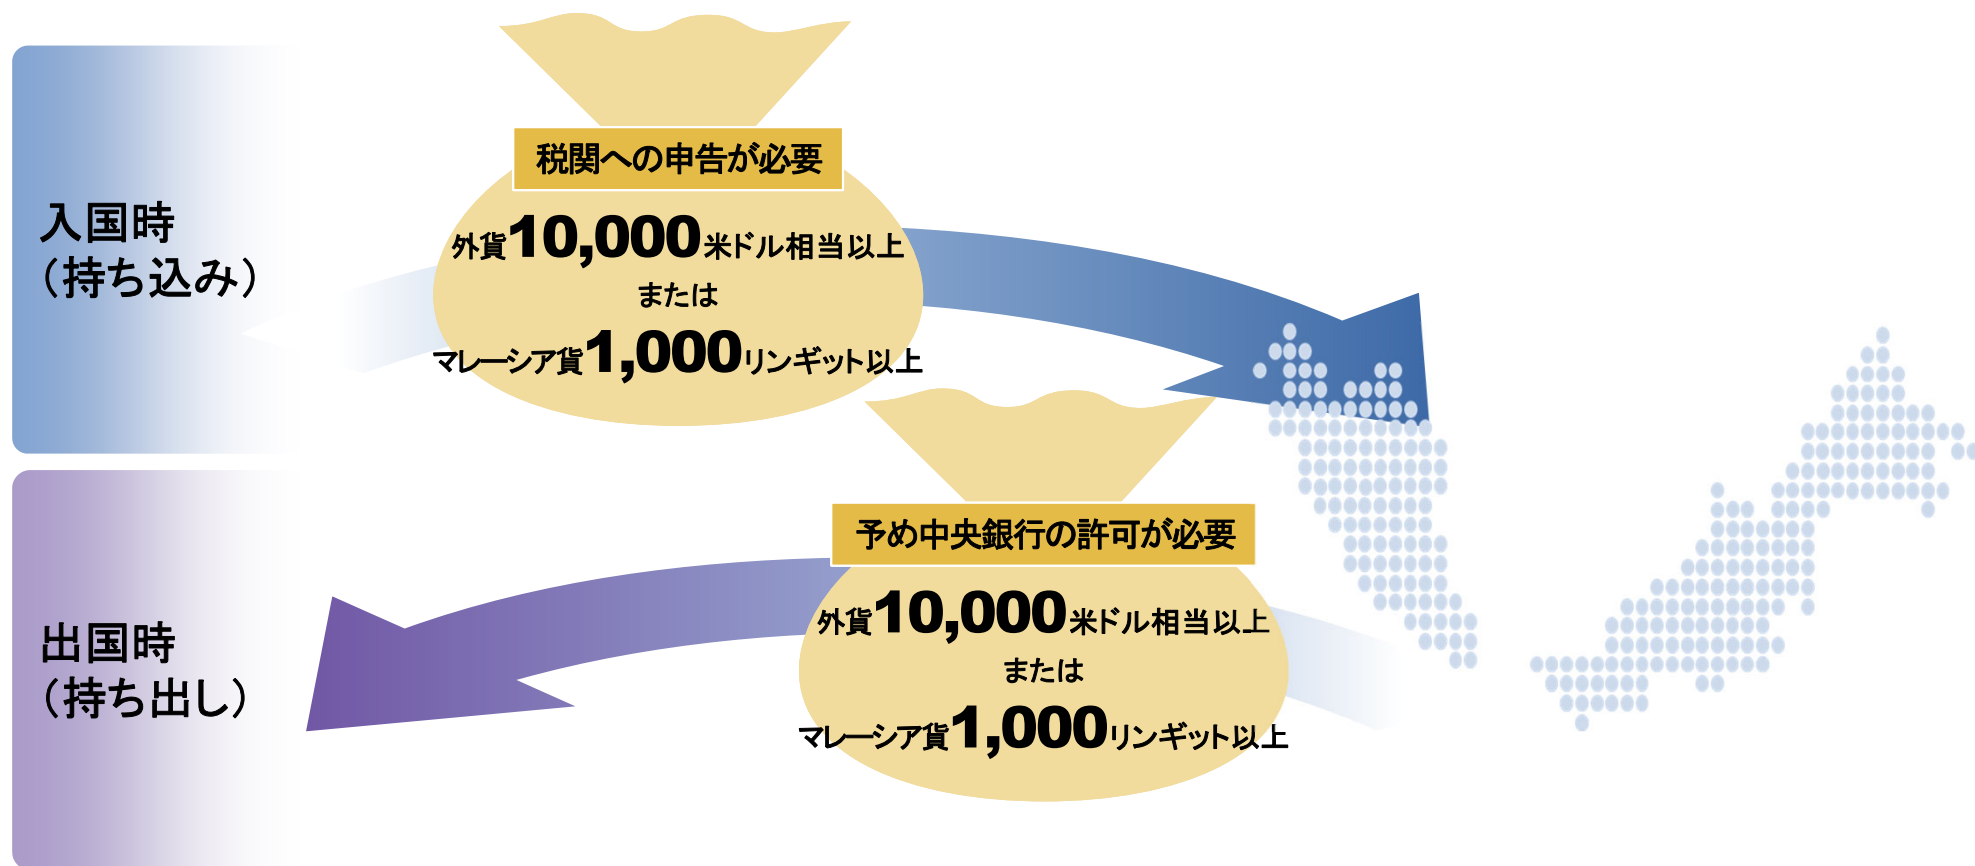 入国時
（持ち込み）
税関への申告が必要
外貨10,000米ドル相当以上
または
マレーシア貨1,000リンギット以上
出国時
（持ち出し）
予め中央銀行の許可が必要
外貨10,000米ドル相当以上
または
マレーシア貨1,000リンギット以上